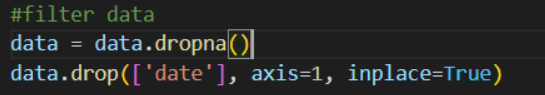 #filter data
data = data.dropna()
data.drop(['date'], axis=1, inplace=True)